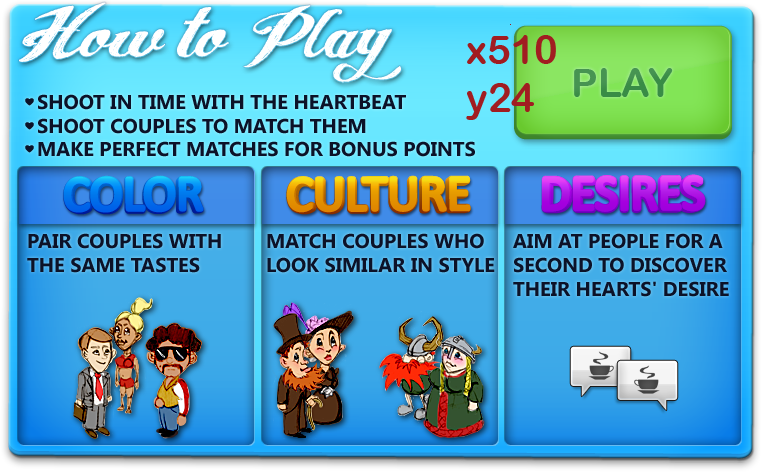 How to Play
x510
y24
PLAY
SHOOT IN TIME WITH THE HEARTBEAT
SHOOT COUPLES TO MATCH THEM
MAKE PERFECT MATCHES FOR BONUS POINTS
COLOR
PAIR COUPLES WITH
THE SAME TASTES
CULTURE
MATCH COUPLES WHO
LOOK SIMILAR IN STYLE
DESIRES
AIM AT PEOPLE FOR A
SECOND TO DISCOVER
THEIR HEARTS' DESIRE